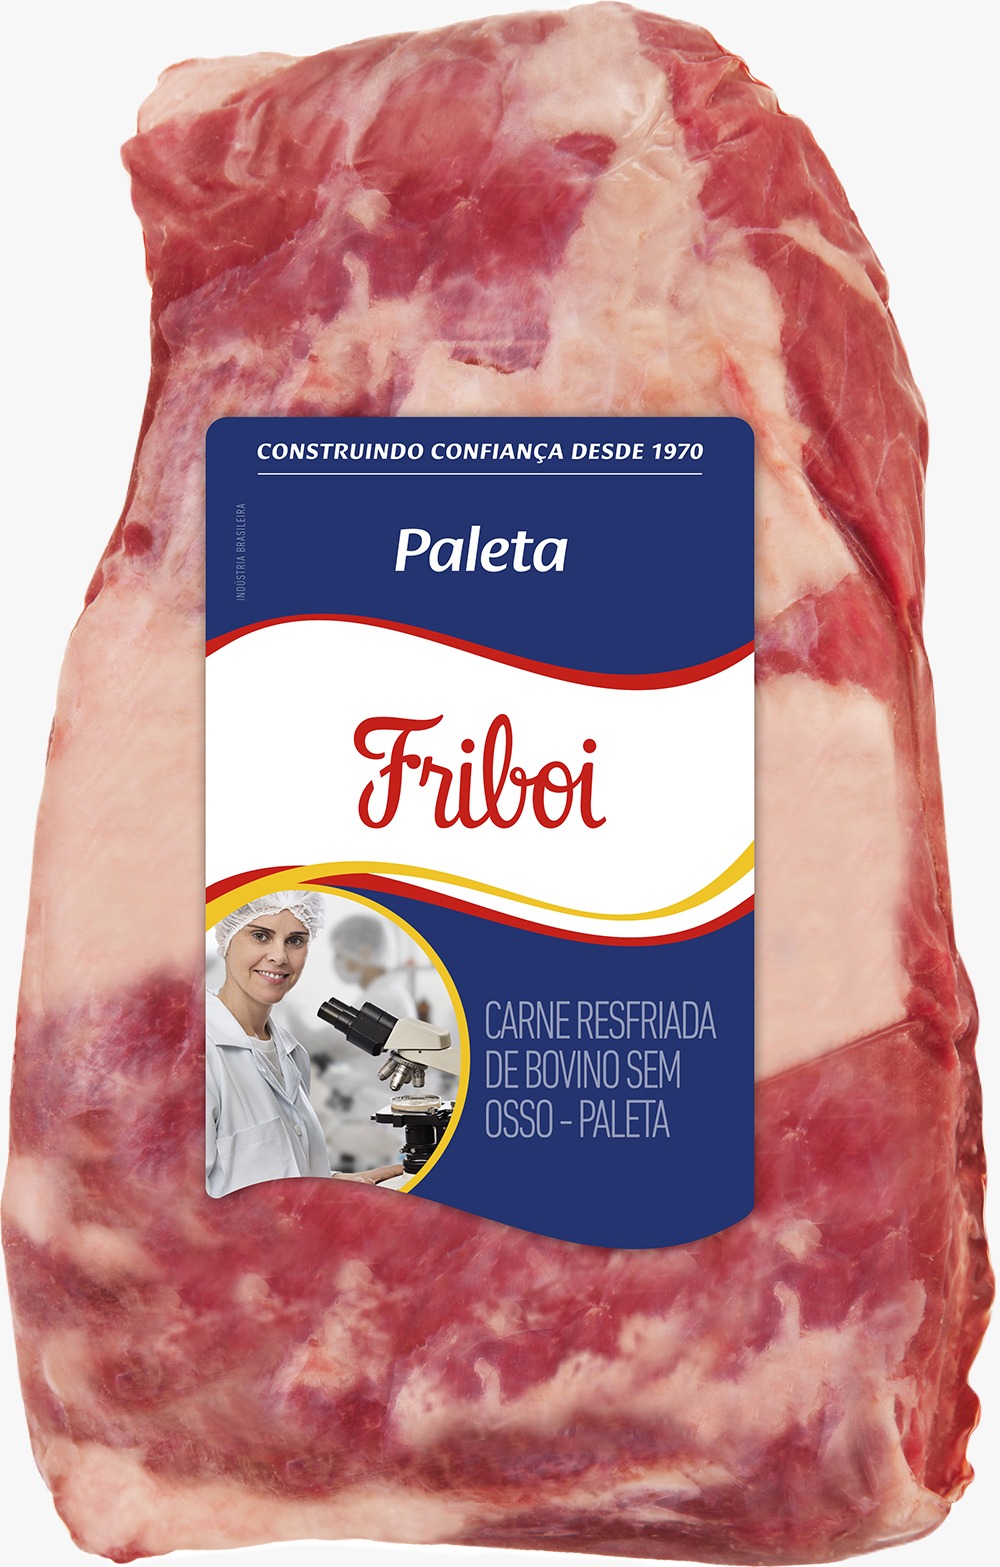 CONSTRUINDO CONFIANÇA DESDE 1970
INDÚSTRIA BRASILEIRA
Paleta
Friboi
CARNE RESFRIADA
DE BOVINO SEM
OSSO - PALETA